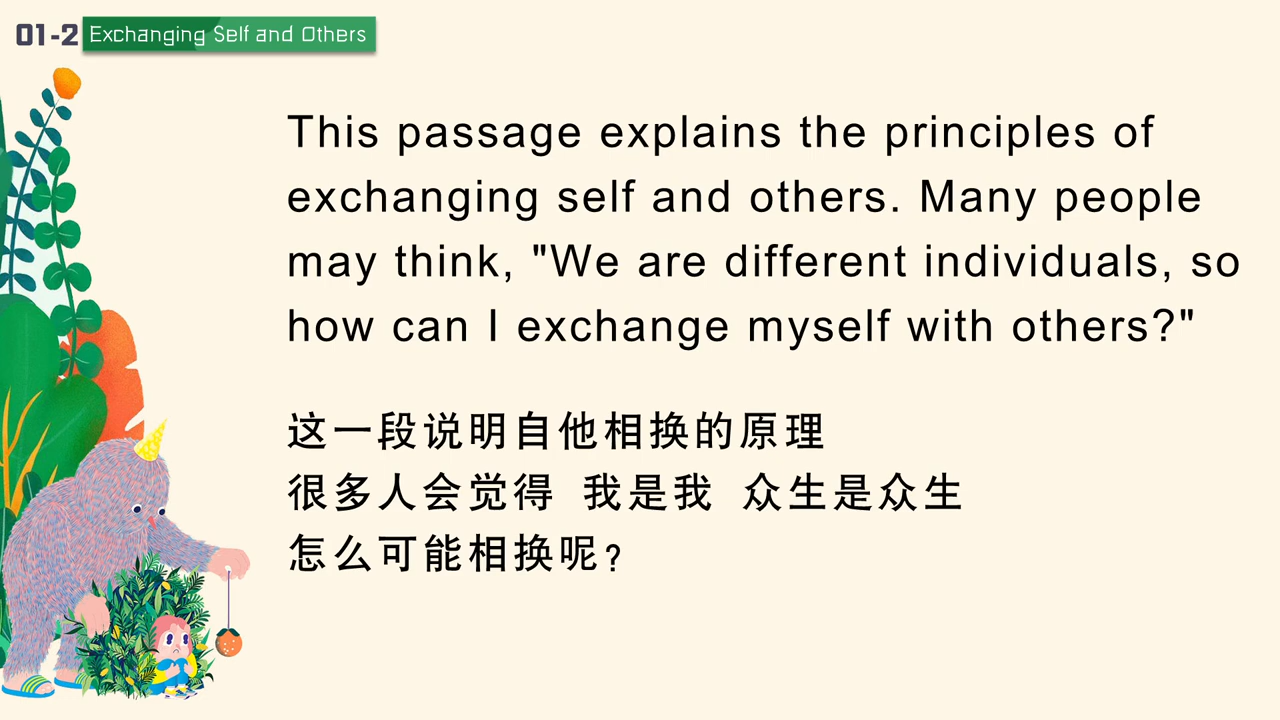 01-2 Exchanging Self and Others
This passage explains the principles of
exchanging self and others. Many people
may think, "We are different individuals, so
how can I exchange myself with others?"
这一段说明自他相换的原理
很多人会觉得 我是我 众生是众生
怎么可能相换呢?